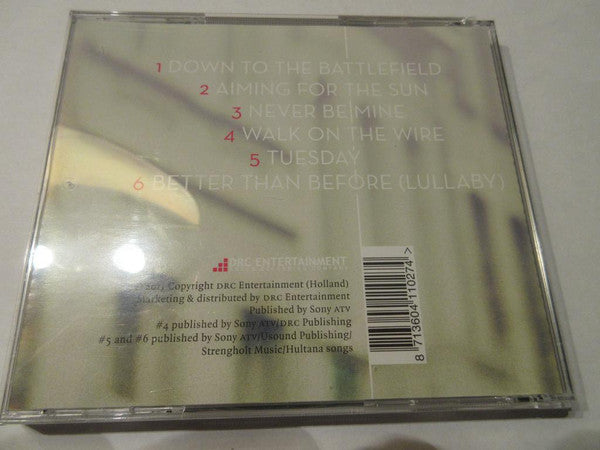 1 DOWN TO THE BATTLEFIELD
2 AIMING FOR THE SUN
3 NEVER BE MINE
4 WALK ON THE WIRE
5 TUESDAY
6 BETTER THAN BEFORE (LULLABY)
DRC ENTERTAINMENT
Copyright DRC Entertainment (Holland)
Marketing & distributed by DRC Entertainment
Published by Sony ATV
#4 published by Sony ATV/DRC Publishing
#5 and #6 published by Sony ATV/Usound Publishing/
Strengholt Music/Hultana songs
8 713604 110274 >